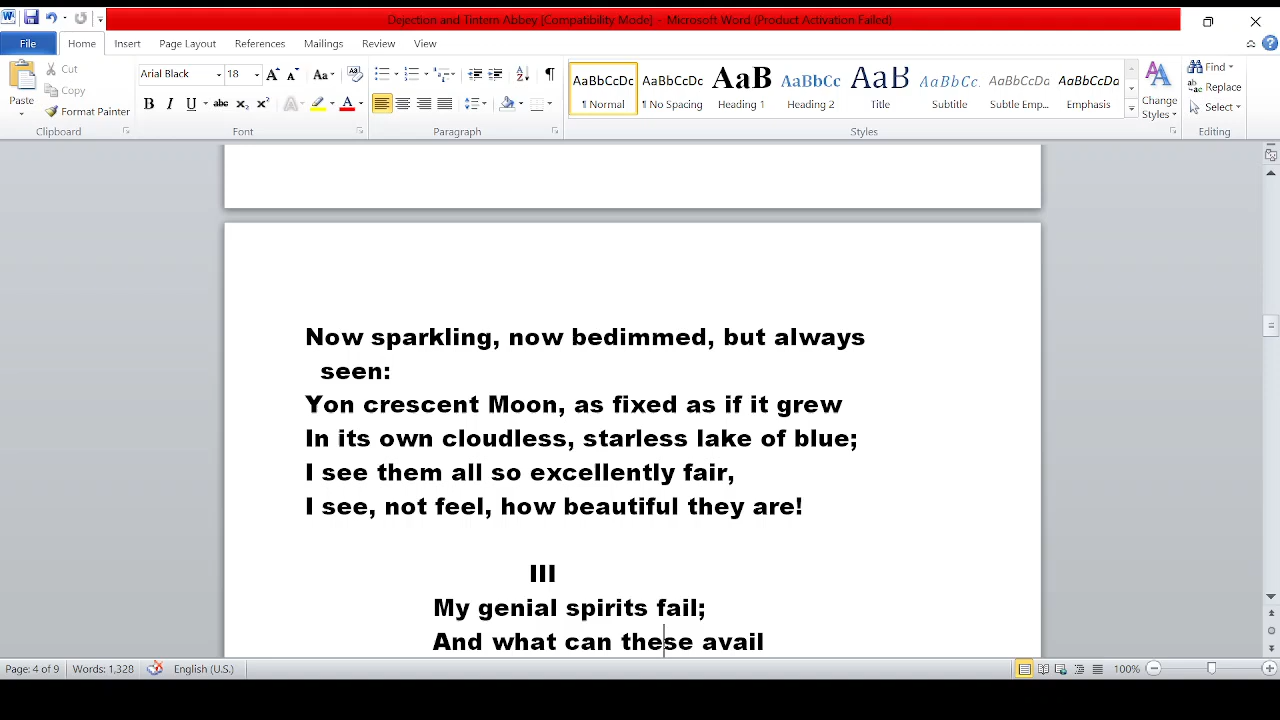 Dejection and Tintern Abbey [Compatibility Mode] - Microsoft Word (Product Activation Failed)
File Home Insert Page Layout References Mailings Review View
Paste
Cut
Copy
Format Painter
Clipboard
Arial Black 18
Font
Paragraph
AaBbCcDc AaBbCcDc AaB AaBbCc AaB AaBbCc. AaBbCcDa AaBbCcDa
¶ Normal ¶ No Spacing Heading 1 Heading 2 Title Subtitle Subtle Emp... Emphasis
Change
Styles
Styles
Find
Replace
Select
Editing
Now sparkling, now bedimmed, but always
seen:
Yon crescent Moon, as fixed as if it grew
In its own cloudless, starless lake of blue;
I see them all so excellently fair,
I see, not feel, how beautiful they are!
III
My genial spirits fail;
And what can these avail
Page: 4 of 9 Words: 1,328 English (U.S.) 100%